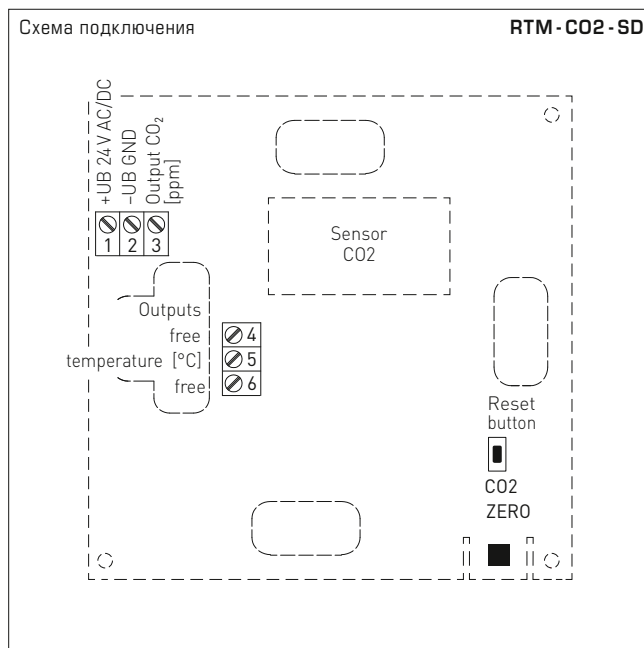 Схема подключения
RTM-CO2-SD
+UB 24V AC/DC
–UB GND
Output CO₂
[ppm]
1 2 3
Sensor
CO2
Outputs
free 4
temperature [°C] 5
free 6
Reset
button
CO2
ZERO